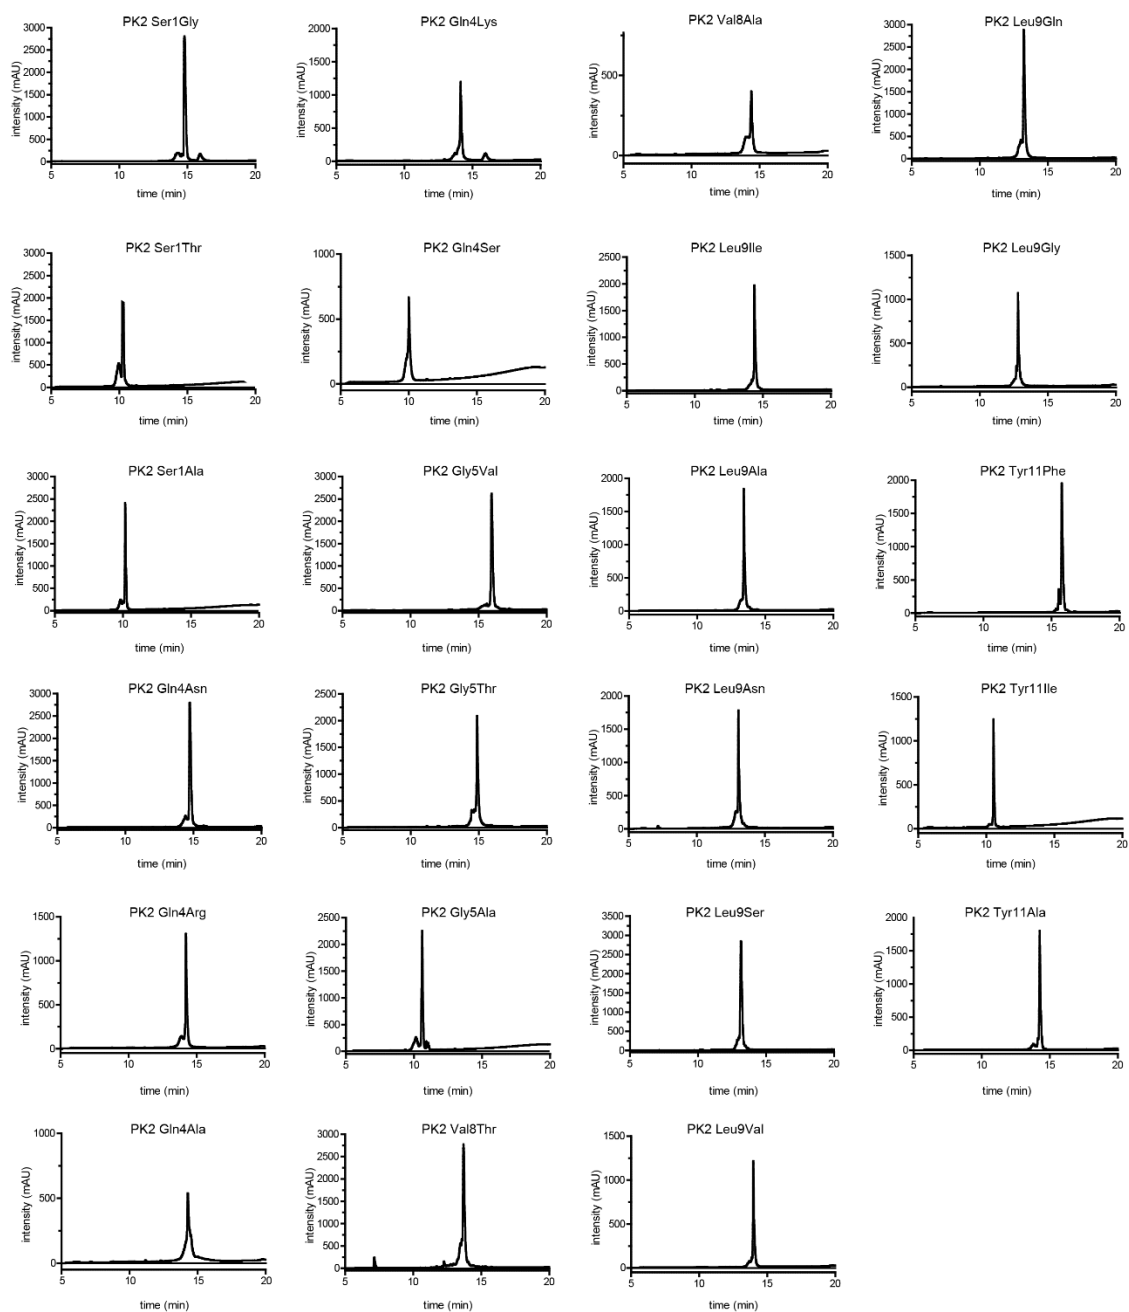 PK2 Ser1Gly
intensity (mAU)
3000
2500
2000
1500
1000
500
0
5 10 15 20
time (min)
PK2 Gln4Lys
intensity (mAU)
2000
1500
1000
500
0
5 10 15 20
time (min)
PK2 Val8Ala
intensity (mAU)
500
0
5 10 15 20
time (min)
PK2 Leu9Gln
intensity (mAU)
3000
2500
2000
1500
1000
500
0
5 10 15 20
time (min)
PK2 Ser1Thr
intensity (mAU)
3000
2500
2000
1500
1000
500
0
5 10 15 20
time (min)
PK2 Gln4Ser
intensity (mAU)
1000
500
0
5 10 15 20
time (min)
PK2 Leu9Ile
intensity (mAU)
2500
2000
1500
1000
500
0
5 10 15 20
time (min)
PK2 Leu9Gly
intensity (mAU)
1500
1000
500
0
5 10 15 20
time (min)
PK2 Ser1Ala
intensity (mAU)
3000
2500
2000
1500
1000
500
0
5 10 15 20
time (min)
PK2 Gly5Val
intensity (mAU)
3000
2500
2000
1500
1000
500
0
5 10 15 20
time (min)
PK2 Leu9Ala
intensity (mAU)
2000
1500
1000
500
0
5 10 15 20
time (min)
PK2 Tyr11Phe
intensity (mAU)
2000
1500
1000
500
0
5 10 15 20
time (min)
PK2 Gln4Asn
intensity (mAU)
3000
2500
2000
1500
1000
500
0
5 10 15 20
time (min)
PK2 Gly5Thr
intensity (mAU)
2500
2000
1500
1000
500
0
5 10 15 20
time (min)
PK2 Leu9Asn
intensity (mAU)
2000
1500
1000
500
0
5 10 15 20
time (min)
PK2 Tyr11Ile
intensity (mAU)
1500
1000
500
0
5 10 15 20
time (min)
PK2 Gln4Arg
intensity (mAU)
1500
1000
500
0
5 10 15 20
time (min)
PK2 Gly5Ala
intensity (mAU)
2500
2000
1500
1000
500
0
5 10 15 20
time (min)
PK2 Leu9Ser
intensity (mAU)
3500
3000
2500
2000
1500
1000
500
0
5 10 15 20
time (min)
PK2 Tyr11Ala
intensity (mAU)
2000
1500
1000
500
0
5 10 15 20
time (min)
PK2 Gln4Ala
intensity (mAU)
1000
500
0
5 10 15 20
time (min)
PK2 Val8Thr
intensity (mAU)
3000
2500
2000
1500
1000
500
0
5 10 15 20
time (min)
PK2 Leu9Val
intensity (mAU)
1500
1000
500
0
5 10 15 20
time (min)